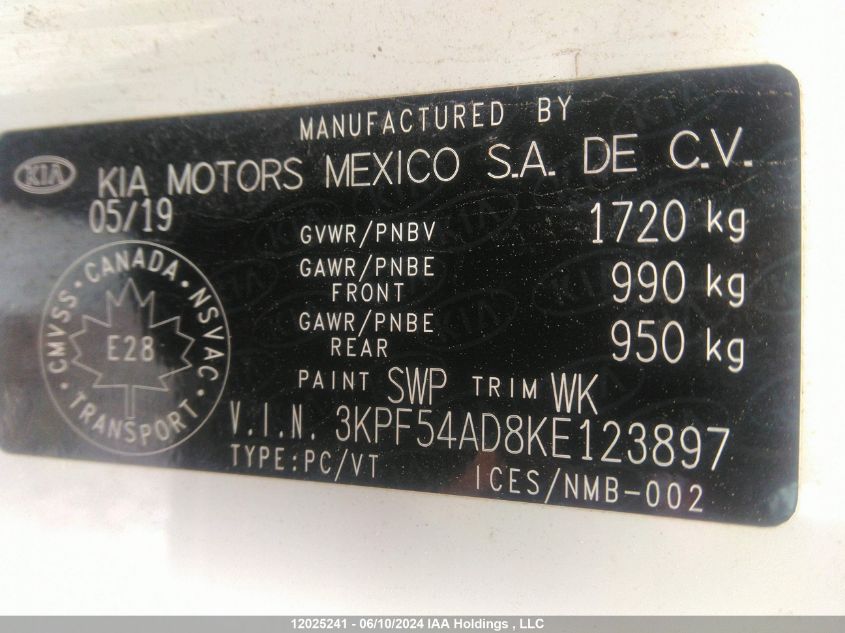 MANUFACTURED BY
KIA KIA MOTORS MEXICO S.A. DE C.V.
05/19
GVWR/PNBV 1720 kg
GAWR/PNBE FRONT 990 kg
GAWR/PNBE REAR 950 kg
CMVSS · CANADA · NSVAC · TRANSPORT ·
E28
PAINT SWP TRIM WK
V.I.N. 3KPF54AD8KE123897
TYPE:PC/VT ICES/NMB-002
12025241 - 06/10/2024 IAA Holdings , LLC